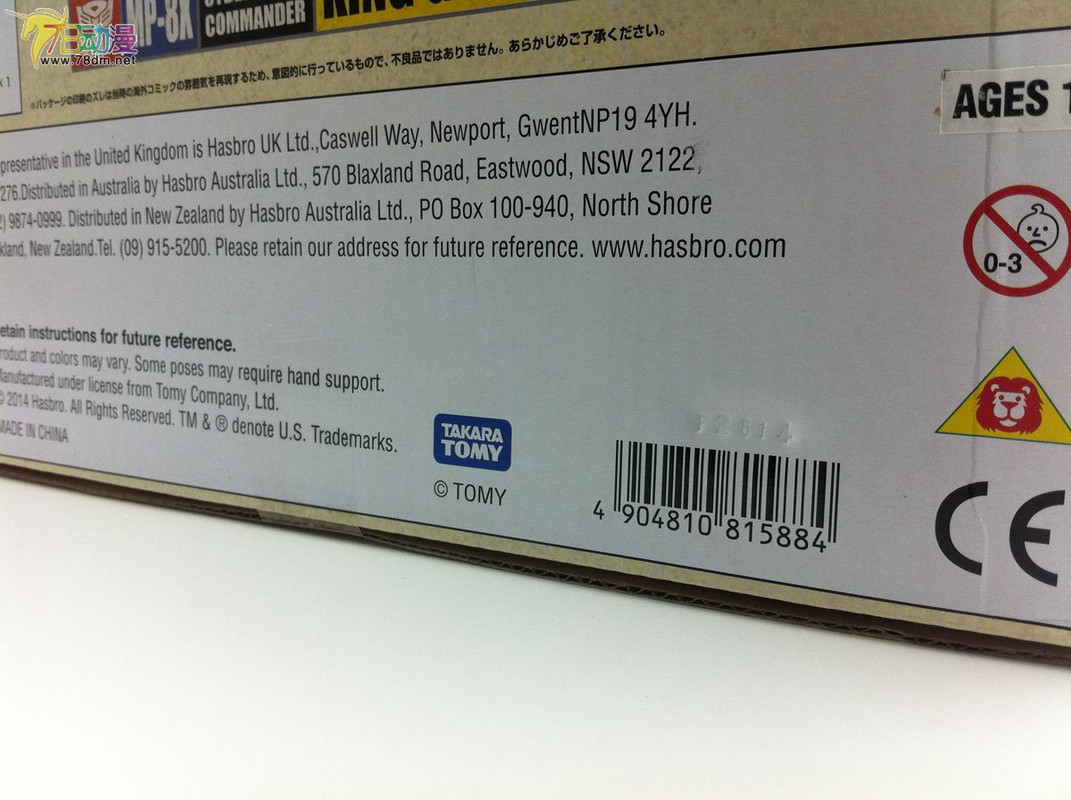 78动漫
www.78dm.net
MP-8X
COMMANDER
x 1
※パッケージの印刷のズレは当時の海外コミックの雰囲気を再現するため、意図的に行っているもので、不良品ではありません。あらかじめご了承ください。
AGES 1
presentative in the United Kingdom is Hasbro UK Ltd.,Caswell Way, Newport, GwentNP19 4YH.
276.Distributed in Australia by Hasbro Australia Ltd., 570 Blaxland Road, Eastwood, NSW 2122,
2) 9874-0999. Distributed in New Zealand by Hasbro Australia Ltd., PO Box 100-940, North Shore
kland, New Zealand.Tel. (09) 915-5200. Please retain our address for future reference. www.hasbro.com
0-3
etain instructions for future reference.
roduct and colors may vary. Some poses may require hand support.
Manufactured under license from Tomy Company, Ltd.
© 2014 Hasbro. All Rights Reserved. TM & ® denote U.S. Trademarks.
MADE IN CHINA
TAKARA
TOMY
© TOMY
12614
4 904810 815884
CE